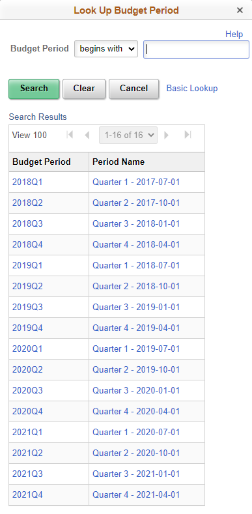 Look Up Budget Period ×
Help
Budget Period begins with
Search Clear Cancel Basic Lookup
Search Results
View 100 1-16 of 16
Budget Period Period Name
2018Q1 Quarter 1 - 2017-07-01
2018Q2 Quarter 2 - 2017-10-01
2018Q3 Quarter 3 - 2018-01-01
2018Q4 Quarter 4 - 2018-04-01
2019Q1 Quarter 1 - 2018-07-01
2019Q2 Quarter 2 - 2018-10-01
2019Q3 Quarter 3 - 2019-01-01
2019Q4 Quarter 4 - 2019-04-01
2020Q1 Quarter 1 - 2019-07-01
2020Q2 Quarter 2 - 2019-10-01
2020Q3 Quarter 3 - 2020-01-01
2020Q4 Quarter 4 - 2020-04-01
2021Q1 Quarter 1 - 2020-07-01
2021Q2 Quarter 2 - 2020-10-01
2021Q3 Quarter 3 - 2021-01-01
2021Q4 Quarter 4 - 2021-04-01